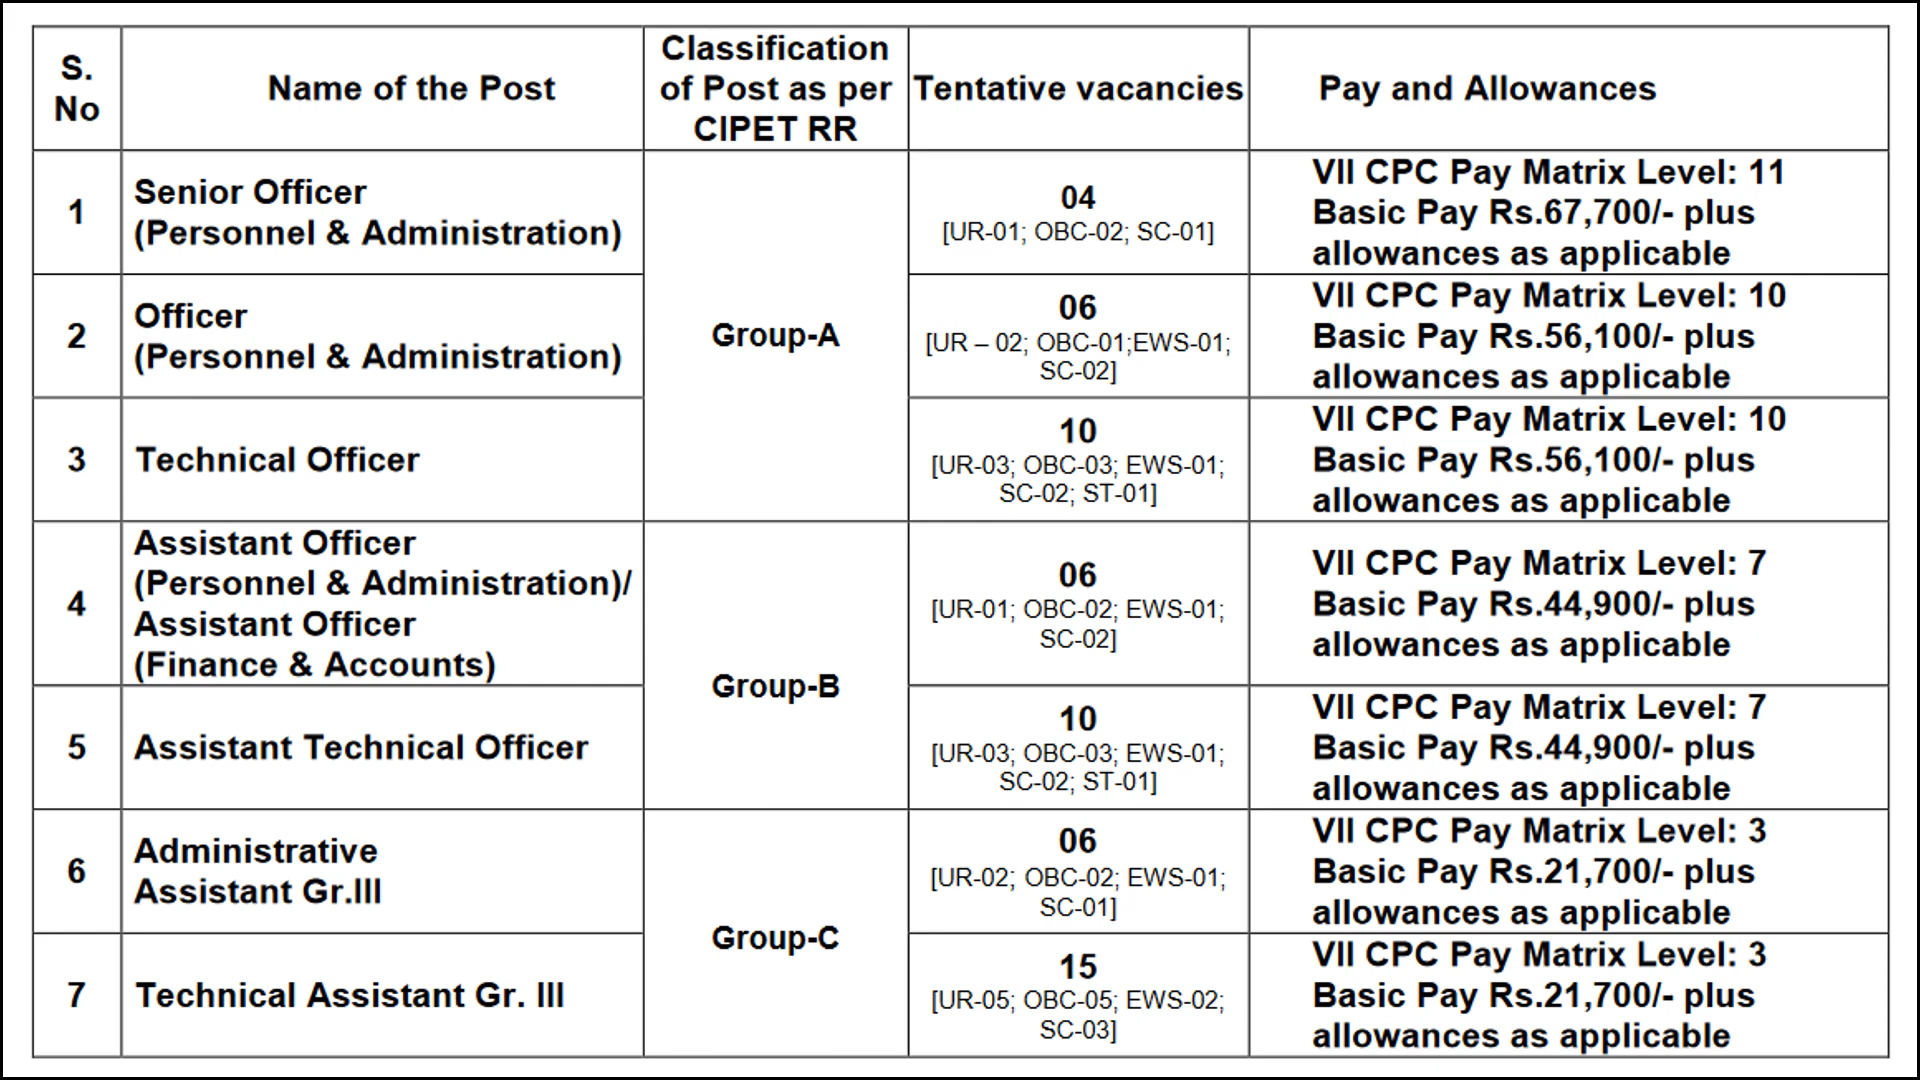 S.
No
Name of the Post
Classification
of Post as per
CIPET RR
Tentative vacancies
Pay and Allowances
1
Senior Officer
(Personnel & Administration)
Group-A
04
[UR-01; OBC-02; SC-01]
VII CPC Pay Matrix Level: 11
Basic Pay Rs.67,700/- plus
allowances as applicable
2
Officer
(Personnel & Administration)
06
[UR – 02; OBC-01;EWS-01;
SC-02]
VII CPC Pay Matrix Level: 10
Basic Pay Rs.56,100/- plus
allowances as applicable
3
Technical Officer
10
[UR-03; OBC-03; EWS-01;
SC-02; ST-01]
VII CPC Pay Matrix Level: 10
Basic Pay Rs.56,100/- plus
allowances as applicable
4
Assistant Officer
(Personnel & Administration)/
Assistant Officer
(Finance & Accounts)
Group-B
06
[UR-01; OBC-02; EWS-01;
SC-02]
VII CPC Pay Matrix Level: 7
Basic Pay Rs.44,900/- plus
allowances as applicable
5
Assistant Technical Officer
10
[UR-03; OBC-03; EWS-01;
SC-02; ST-01]
VII CPC Pay Matrix Level: 7
Basic Pay Rs.44,900/- plus
allowances as applicable
6
Administrative
Assistant Gr.III
Group-C
06
[UR-02; OBC-02; EWS-01;
SC-01]
VII CPC Pay Matrix Level: 3
Basic Pay Rs.21,700/- plus
allowances as applicable
7
Technical Assistant Gr. III
15
[UR-05; OBC-05; EWS-02;
SC-03]
VII CPC Pay Matrix Level: 3
Basic Pay Rs.21,700/- plus
allowances as applicable